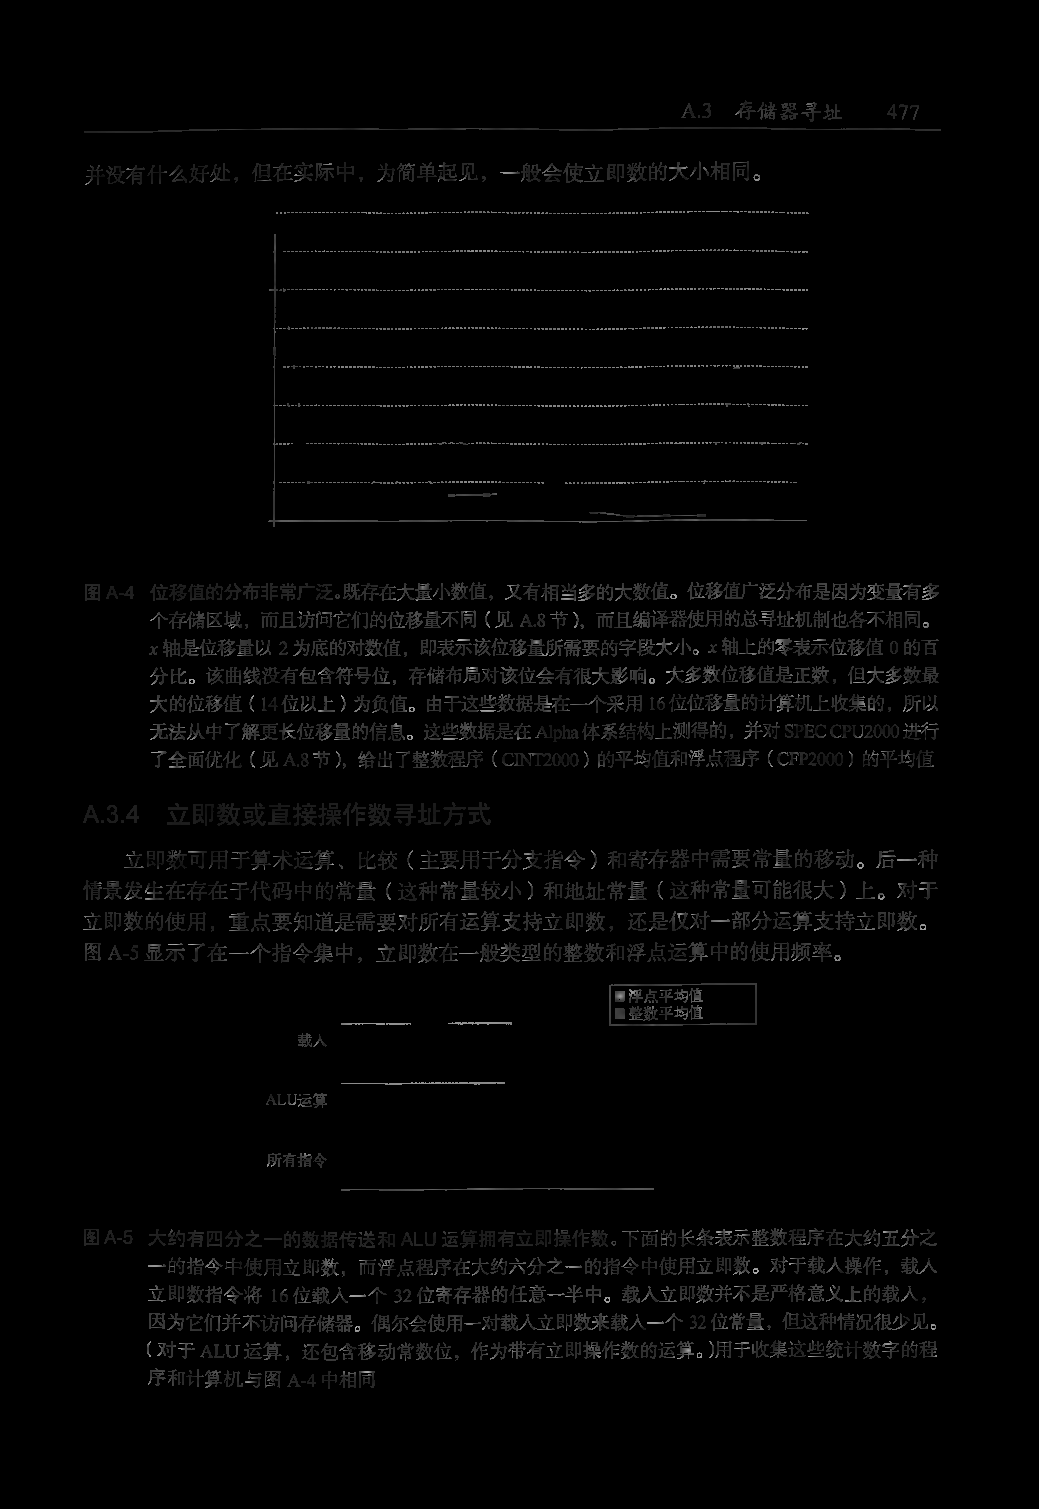 A.3 存储器寻址 477
并没有什么好处，但在实际中，为简单起见，一般会使立即数的大小相同。
图 A-4 位移值的分布非常广泛。既存在大量小数值，又有相当多的大数值。位移值广泛分布是因为变量有多
个存储区域，而且访问它们的位移量不同（见 A.8 节），而且编译器使用的总寻址机制也各不相同。
x 轴是位移量以 2 为底的对数值，即表示该位移量所需要的字段大小。x 轴上的零表示位移值 0 的百
分比。该曲线没有包含符号位，存储布局对该位会有很大影响。大多数位移值是正数，但大多数最
大的位移值（14 位以上）为负值。由于这些数据是在一个采用 16 位位移量的计算机上收集的，所以
无法从中了解更长位移量的信息。这些数据是在 Alpha 体系结构上测得的，并对 SPEC CPU2000 进行
了全面优化（见 A.8 节），给出了整数程序（CINT2000）的平均值和浮点程序（CFP2000）的平均值
A.3.4 立即数或直接操作数寻址方式
立即数可用于算术运算、比较（主要用于分支指令）和寄存器中需要常量的移动。后一种
情景发生在存在于代码中的常量（这种常量较小）和地址常量（这种常量可能很大）上。对于
立即数的使用，重点要知道是需要对所有运算支持立即数，还是仅对一部分运算支持立即数。
图 A-5 显示了在一个指令集中，立即数在一般类型的整数和浮点运算中的使用频率。
浮点平均值
整数平均值
载入
ALU运算
所有指令
图 A-5 大约有四分之一的数据传送和 ALU 运算拥有立即操作数。下面的长条表示整数程序在大约五分之
一的指令中使用立即数，而浮点程序在大约六分之一的指令中使用立即数。对于载入操作，载入
立即数指令将 16 位载入一个 32 位寄存器的任意一半中。载入立即数并不是严格意义上的载入，
因为它们并不访问存储器。偶尔会使用一对载入立即数来载入一个 32 位常量，但这种情况很少见。
（对于 ALU 运算，还包含移动常数位，作为带有立即操作数的运算。）用于收集这些统计数字的程
序和计算机与图 A-4 中相同